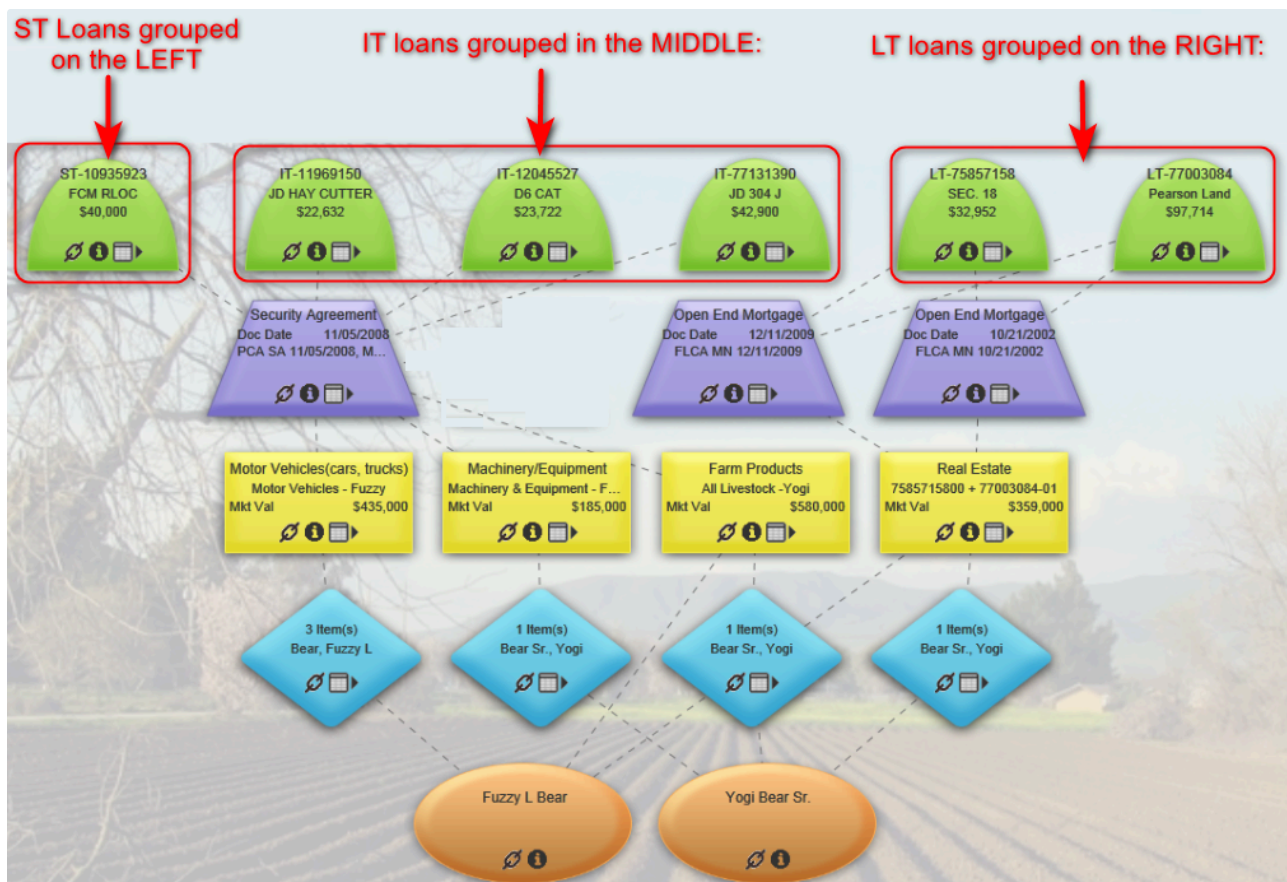 ST Loans grouped
on the LEFT
IT loans grouped in the MIDDLE:
LT loans grouped on the RIGHT:
ST-10935923
FCM RLOC
$40,000
IT-11969150
JD HAY CUTTER
$22,632
IT-12045527
D6 CAT
$23,722
IT-77131390
JD 304 J
$42,900
LT-75857158
SEC. 18
$32,952
LT-77003084
Pearson Land
$97,714
Security Agreement
Doc Date 11/05/2008
PCA SA 11/05/2008, M...
Open End Mortgage
Doc Date 12/11/2009
FLCA MN 12/11/2009
Open End Mortgage
Doc Date 10/21/2002
FLCA MN 10/21/2002
Motor Vehicles(cars, trucks)
Motor Vehicles - Fuzzy
Mkt Val $435,000
Machinery/Equipment
Machinery & Equipment - F...
Mkt Val $185,000
Farm Products
All Livestock -Yogi
Mkt Val $580,000
Real Estate
7585715800 + 77003084-01
Mkt Val $359,000
3 Item(s)
Bear, Fuzzy L
1 Item(s)
Bear Sr., Yogi
1 Item(s)
Bear Sr., Yogi
1 Item(s)
Bear Sr., Yogi
Fuzzy L Bear
Yogi Bear Sr.